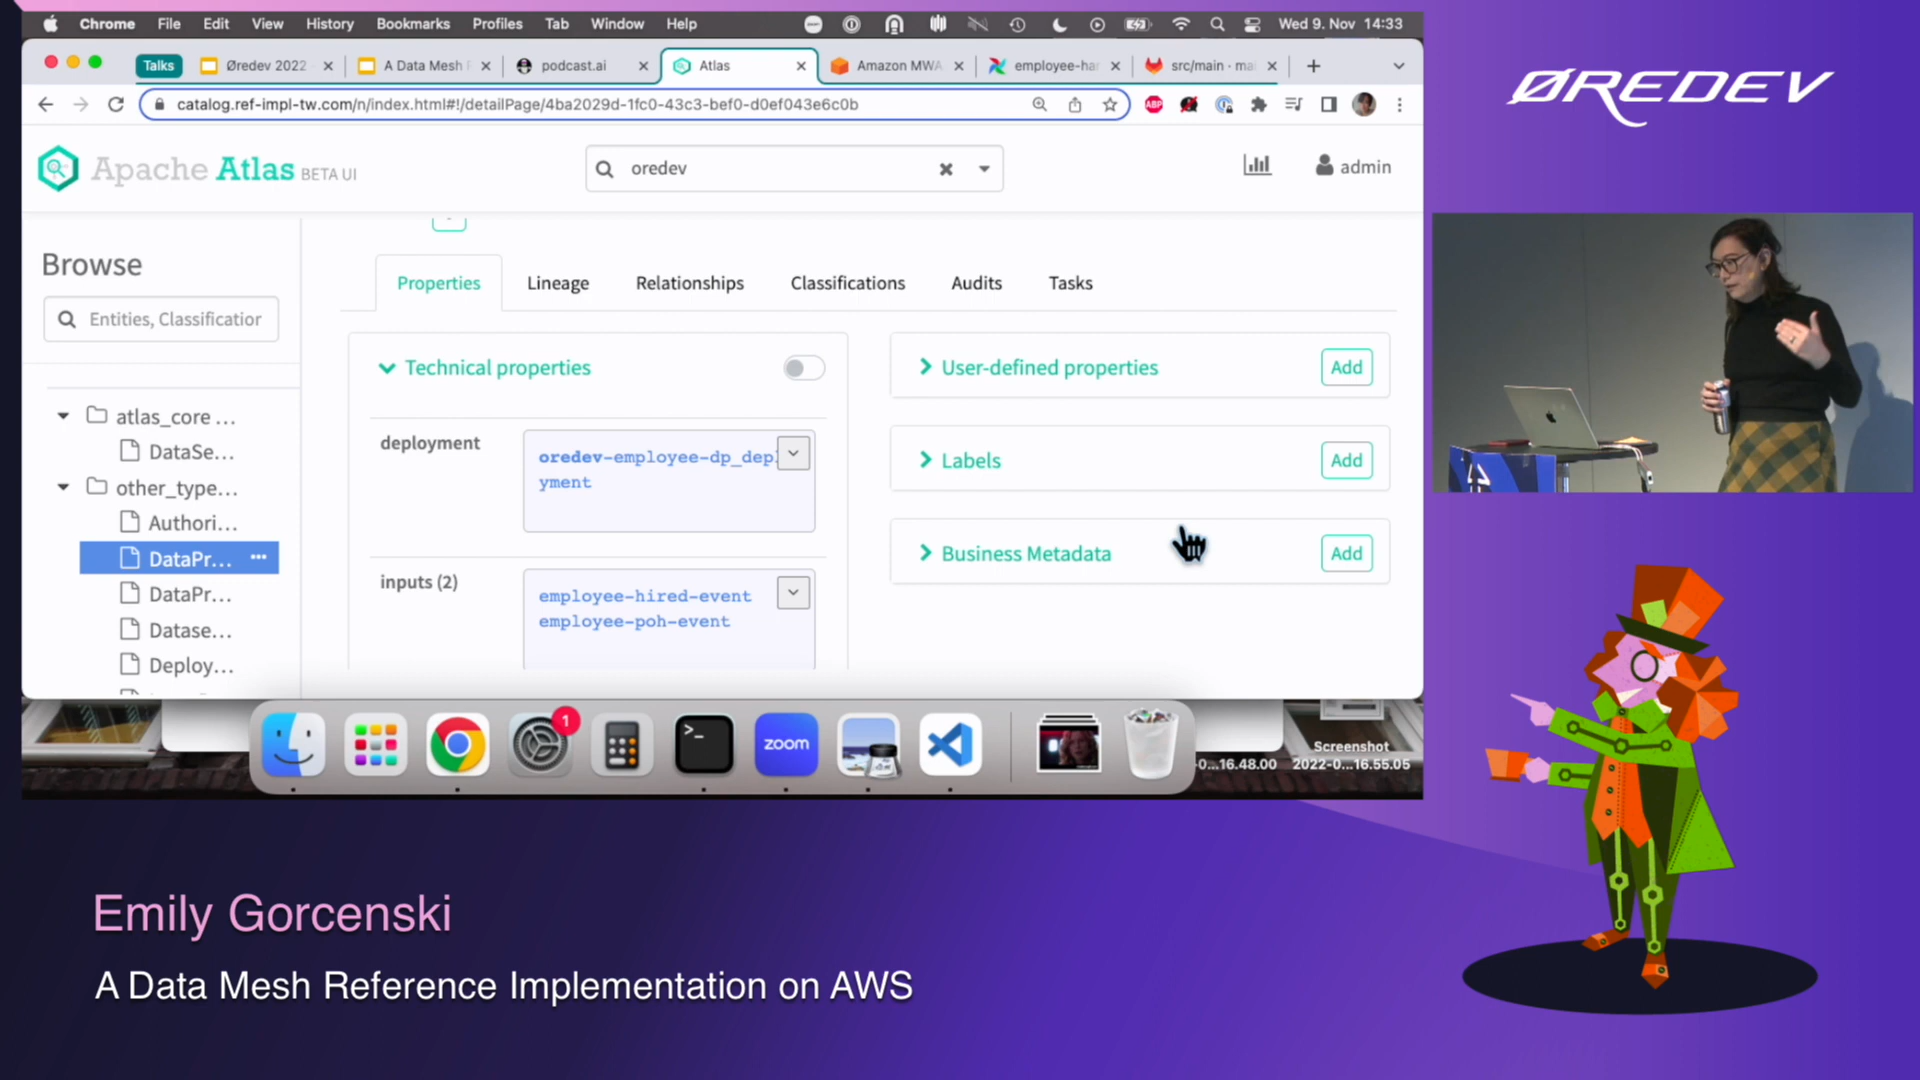 Chrome File Edit View History Bookmarks Profiles Tab Window Help Wed 9. Nov 14:33
Talks Øredev 2022 A Data Mesh podcast.ai Atlas Amazon MWA employee-har src/main · ma
catalog.ref-impl-tw.com/n/index.html#!/detailPage/4ba2029d-1fc0-43c3-bef0-d0ef043e6c0b ABP
ØREDEV
Apache Atlas BETA UI oredev admin
Browse
Entities, Classification
Properties Lineage Relationships Classifications Audits Tasks
Technical properties
User-defined properties Add
atlas_core ...
DataSe...
other_type...
Authori...
DataPr... •••
DataPr...
Datase...
Deploy...
deployment
oredev-employee-dp_deplo
yment
Labels Add
Business Metadata Add
inputs (2)
employee-hired-event
employee-poh-event
1
>_
zoom
Screenshot
-0...16.48.00 2022-0...16.55.05
Emily Gorcenski
A Data Mesh Reference Implementation on AWS